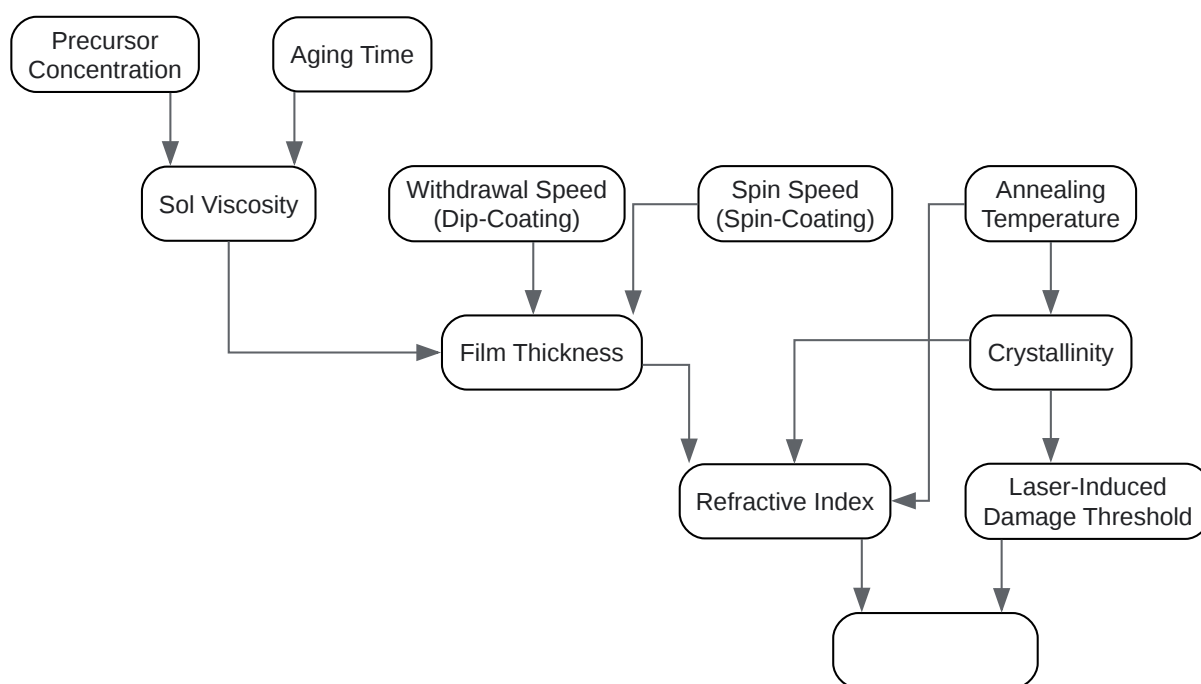 Precursor
Concentration
Aging Time
Sol Viscosity
Withdrawal Speed
(Dip-Coating)
Spin Speed
(Spin-Coating)
Annealing
Temperature
Film Thickness
Crystallinity
Refractive Index
Laser-Induced
Damage Threshold